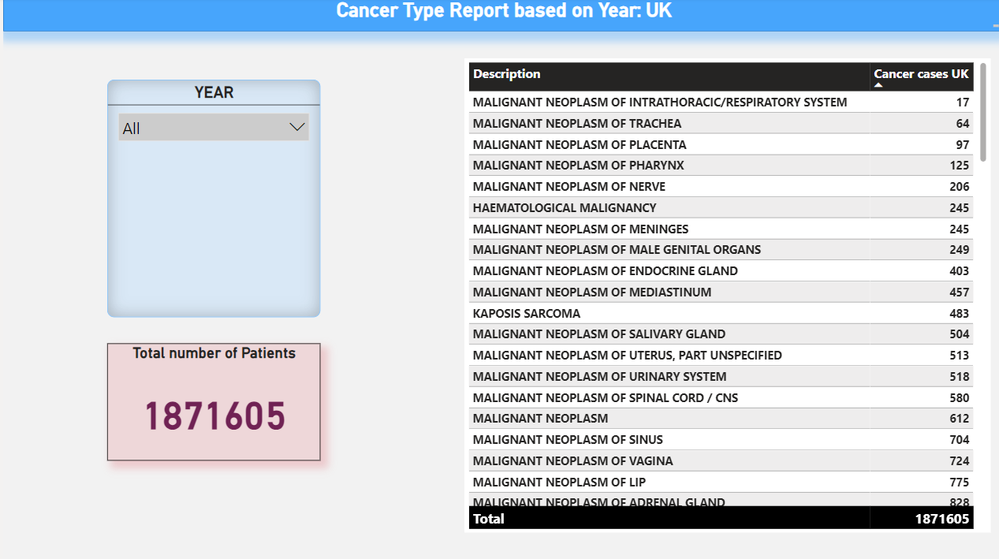 Cancer Type Report based on Year: UK
YEAR
All
Total number of Patients
1871605
Description Cancer cases UK
MALIGNANT NEOPLASM OF INTRATHORACIC/RESPIRATORY SYSTEM 17
MALIGNANT NEOPLASM OF TRACHEA 64
MALIGNANT NEOPLASM OF PLACENTA 97
MALIGNANT NEOPLASM OF PHARYNX 125
MALIGNANT NEOPLASM OF NERVE 206
HAEMATOLOGICAL MALIGNANCY 245
MALIGNANT NEOPLASM OF MENINGES 245
MALIGNANT NEOPLASM OF MALE GENITAL ORGANS 249
MALIGNANT NEOPLASM OF ENDOCRINE GLAND 403
MALIGNANT NEOPLASM OF MEDIASTINUM 457
KAPOSIS SARCOMA 483
MALIGNANT NEOPLASM OF SALIVARY GLAND 504
MALIGNANT NEOPLASM OF UTERUS, PART UNSPECIFIED 513
MALIGNANT NEOPLASM OF URINARY SYSTEM 518
MALIGNANT NEOPLASM OF SPINAL CORD / CNS 580
MALIGNANT NEOPLASM 612
MALIGNANT NEOPLASM OF SINUS 704
MALIGNANT NEOPLASM OF VAGINA 724
MALIGNANT NEOPLASM OF LIP 775
MALIGNANT NEOPLASM OF ADRENAL GLAND 828
Total 1871605